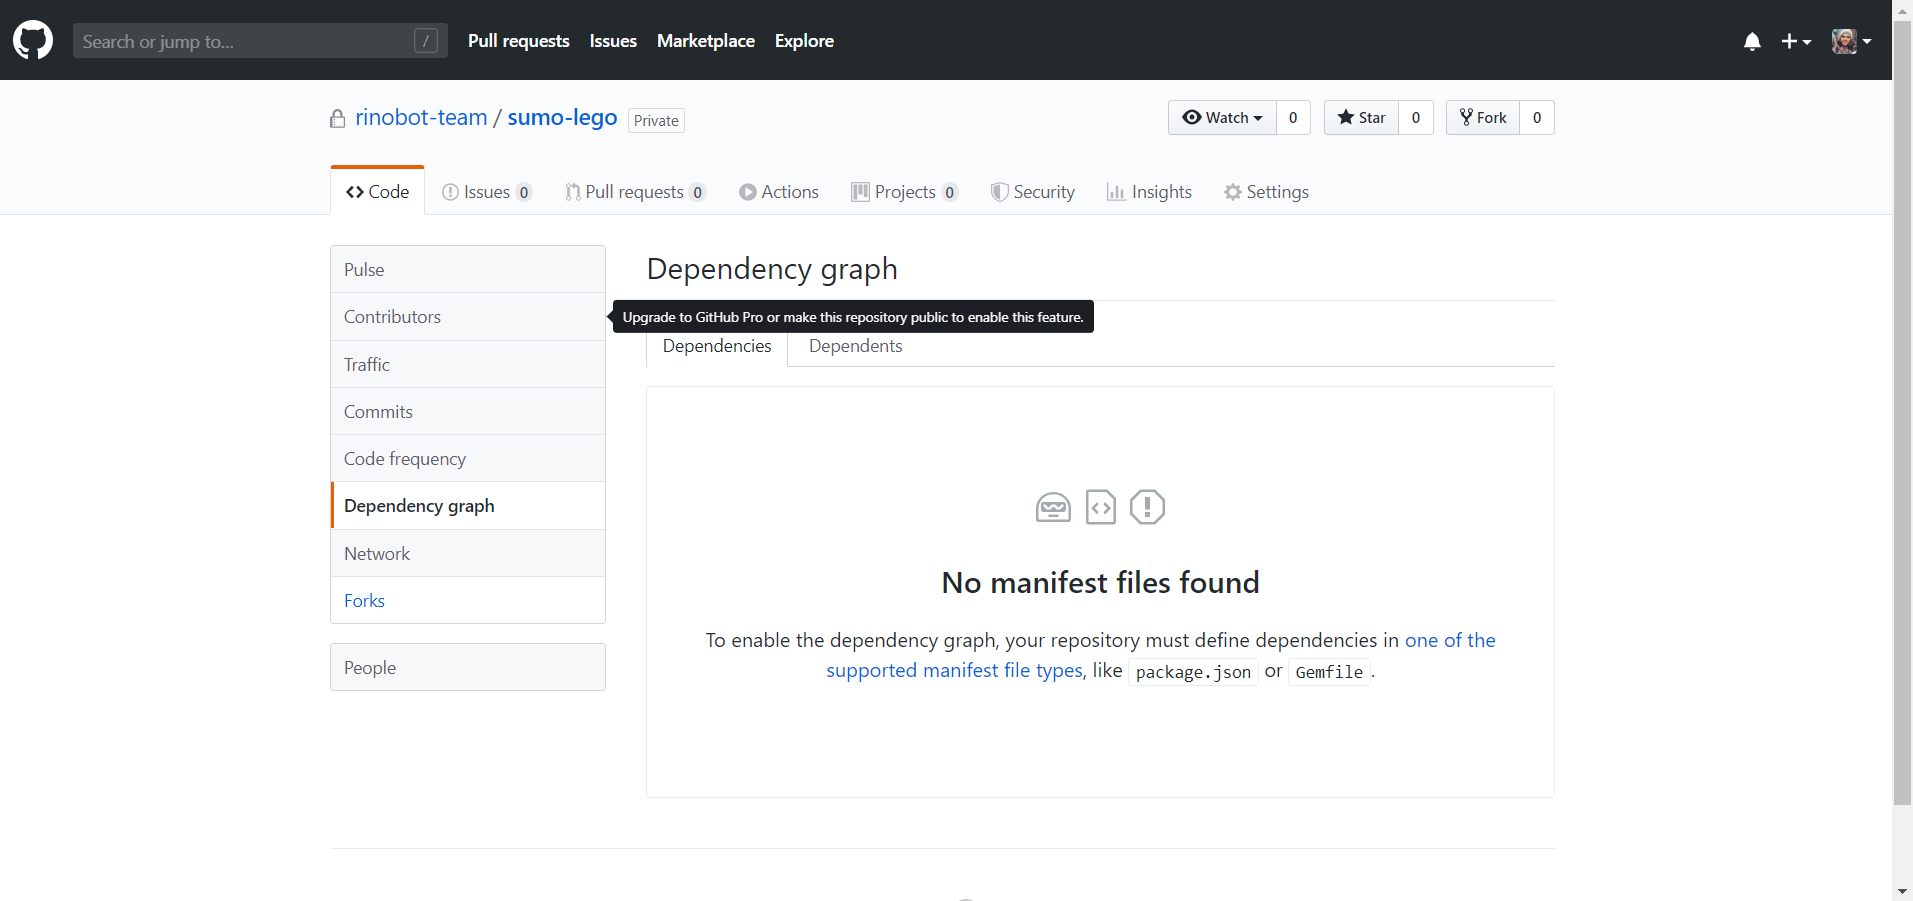 Search or jump to... /
Pull requests Issues Marketplace Explore
rinobot-team / sumo-lego Private
Watch 0 Star 0 Fork 0
Code Issues 0 Pull requests 0 Actions Projects 0 Security Insights Settings
Pulse
Contributors
Traffic
Commits
Code frequency
Dependency graph
Network
Forks
People
Dependency graph
Upgrade to GitHub Pro or make this repository public to enable this feature.
Dependencies Dependents
No manifest files found
To enable the dependency graph, your repository must define dependencies in one of the
supported manifest file types, like package.json or Gemfile.